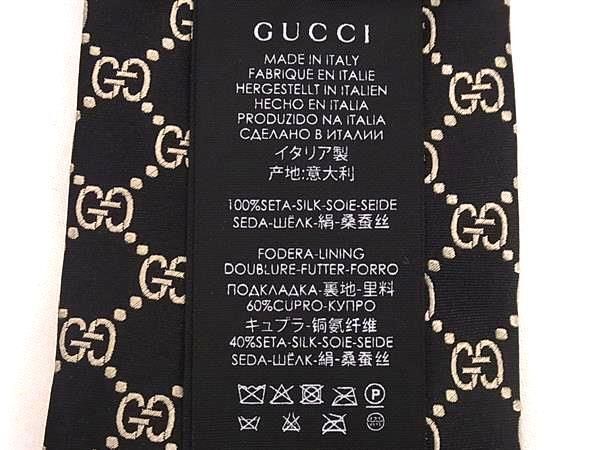 GUCCI
MADE IN ITALY
FABRIQUÉ EN ITALIE
HERGESTELLT IN ITALIEN
HECHO EN ITALIA
PRODUZIDO NA ITALIA
СДЕЛАНО В ИТАЛИИ
イタリア製
产地:意大利
100%SETA-SILK-SOIE-SEIDE
SEDA-ШЁЛК-絹-桑蚕丝
FODERA-LINING
DOUBLURE-FUTTER-FORRO
ПОДКЛАДКА-裏地-里料
60%CUPRO-КУПРО
キュプラ-铜氨纤维
40%SETA-SILK-SOIE-SEIDE
SEDA-ШЁЛК-絹-桑蚕丝
P